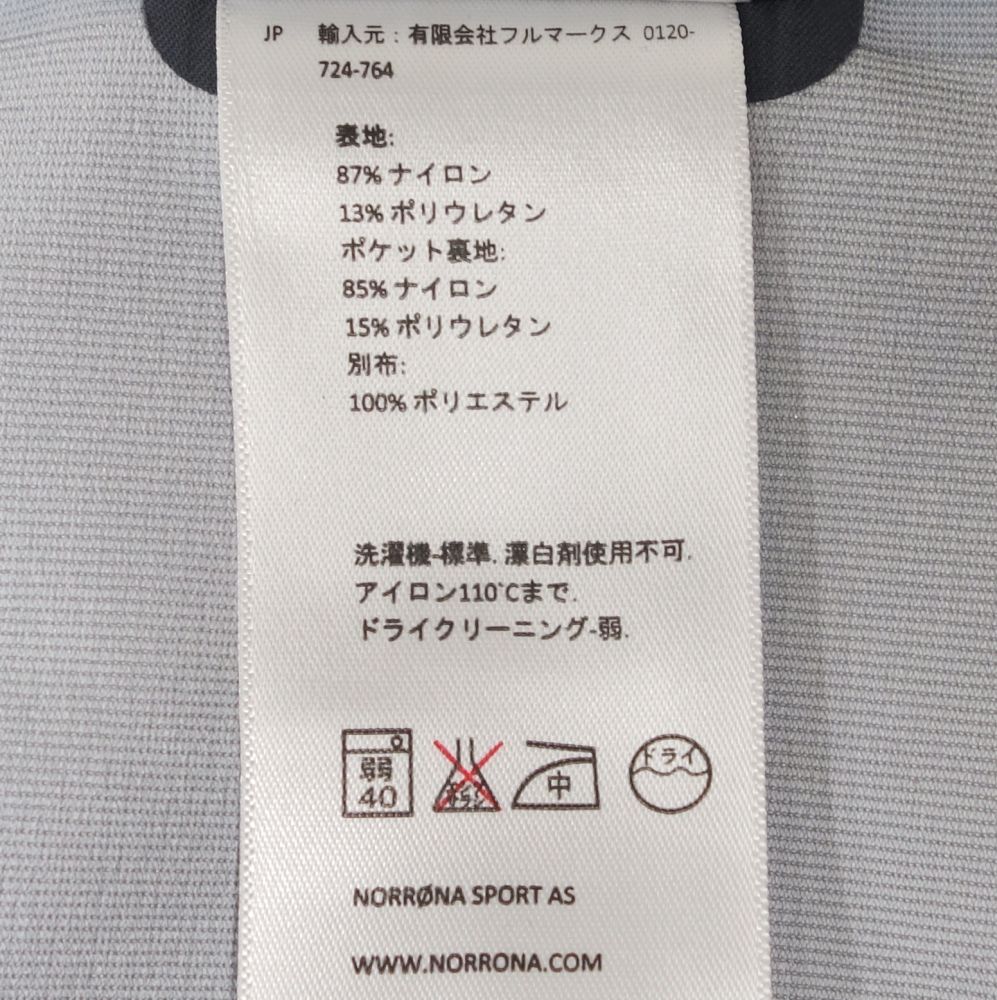 JP 輸入元：有限会社フルマークス 0120-
724-764
表地:
87% ナイロン
13% ポリウレタン
ポケット裏地:
85% ナイロン
15% ポリウレタン
別布:
100% ポリエステル
洗濯機-標準. 漂白剤使用不可.
アイロン110°Cまで.
ドライクリーニング-弱.
弱 中 ドライ
40
NORRØNA SPORT AS
WWW.NORRONA.COM